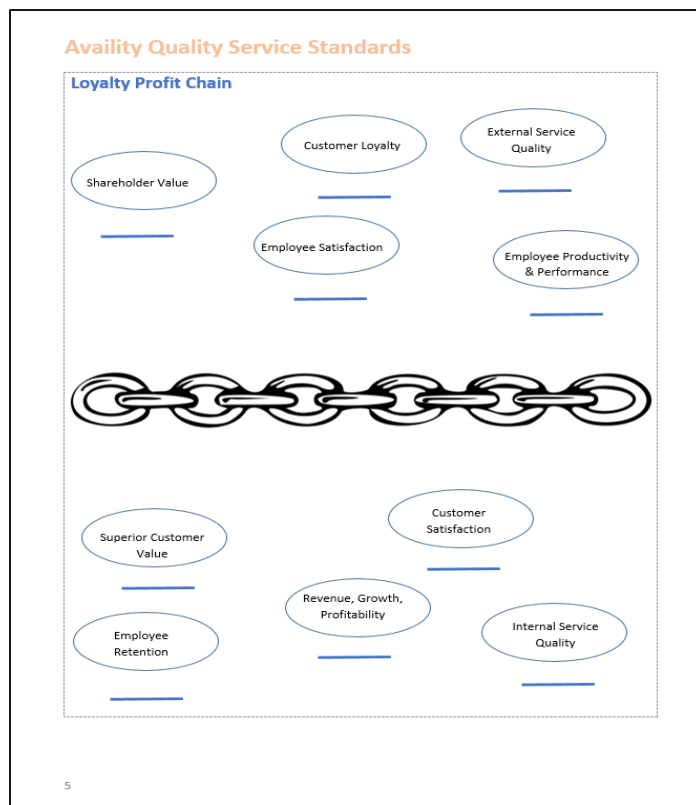 Availity Quality Service Standards
Loyalty Profit Chain
Shareholder Value
Customer Loyalty
External Service
Quality
Employee Satisfaction
Employee Productivity
& Performance
Superior Customer
Value
Customer
Satisfaction
Revenue, Growth,
Profitability
Employee
Retention
Internal Service
Quality
5